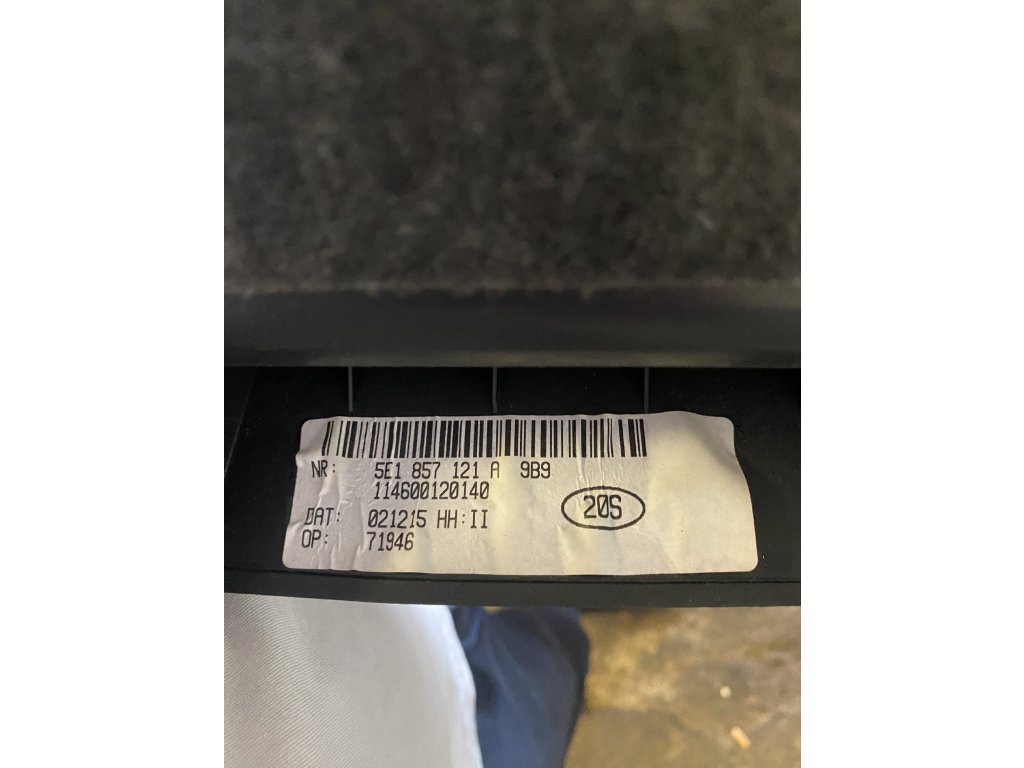 NR: 5E1 857 121 A 9B9
114600120140
20S
DAT: 021215 HH:II
OP: 71946